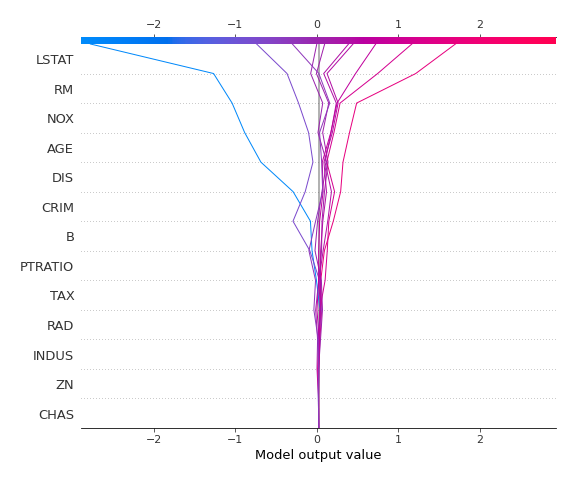 −2 −1 0 1 2
LSTAT
RM
NOX
AGE
DIS
CRIM
B
PTRATIO
TAX
RAD
INDUS
ZN
CHAS
−2 −1 0 1 2
Model output value